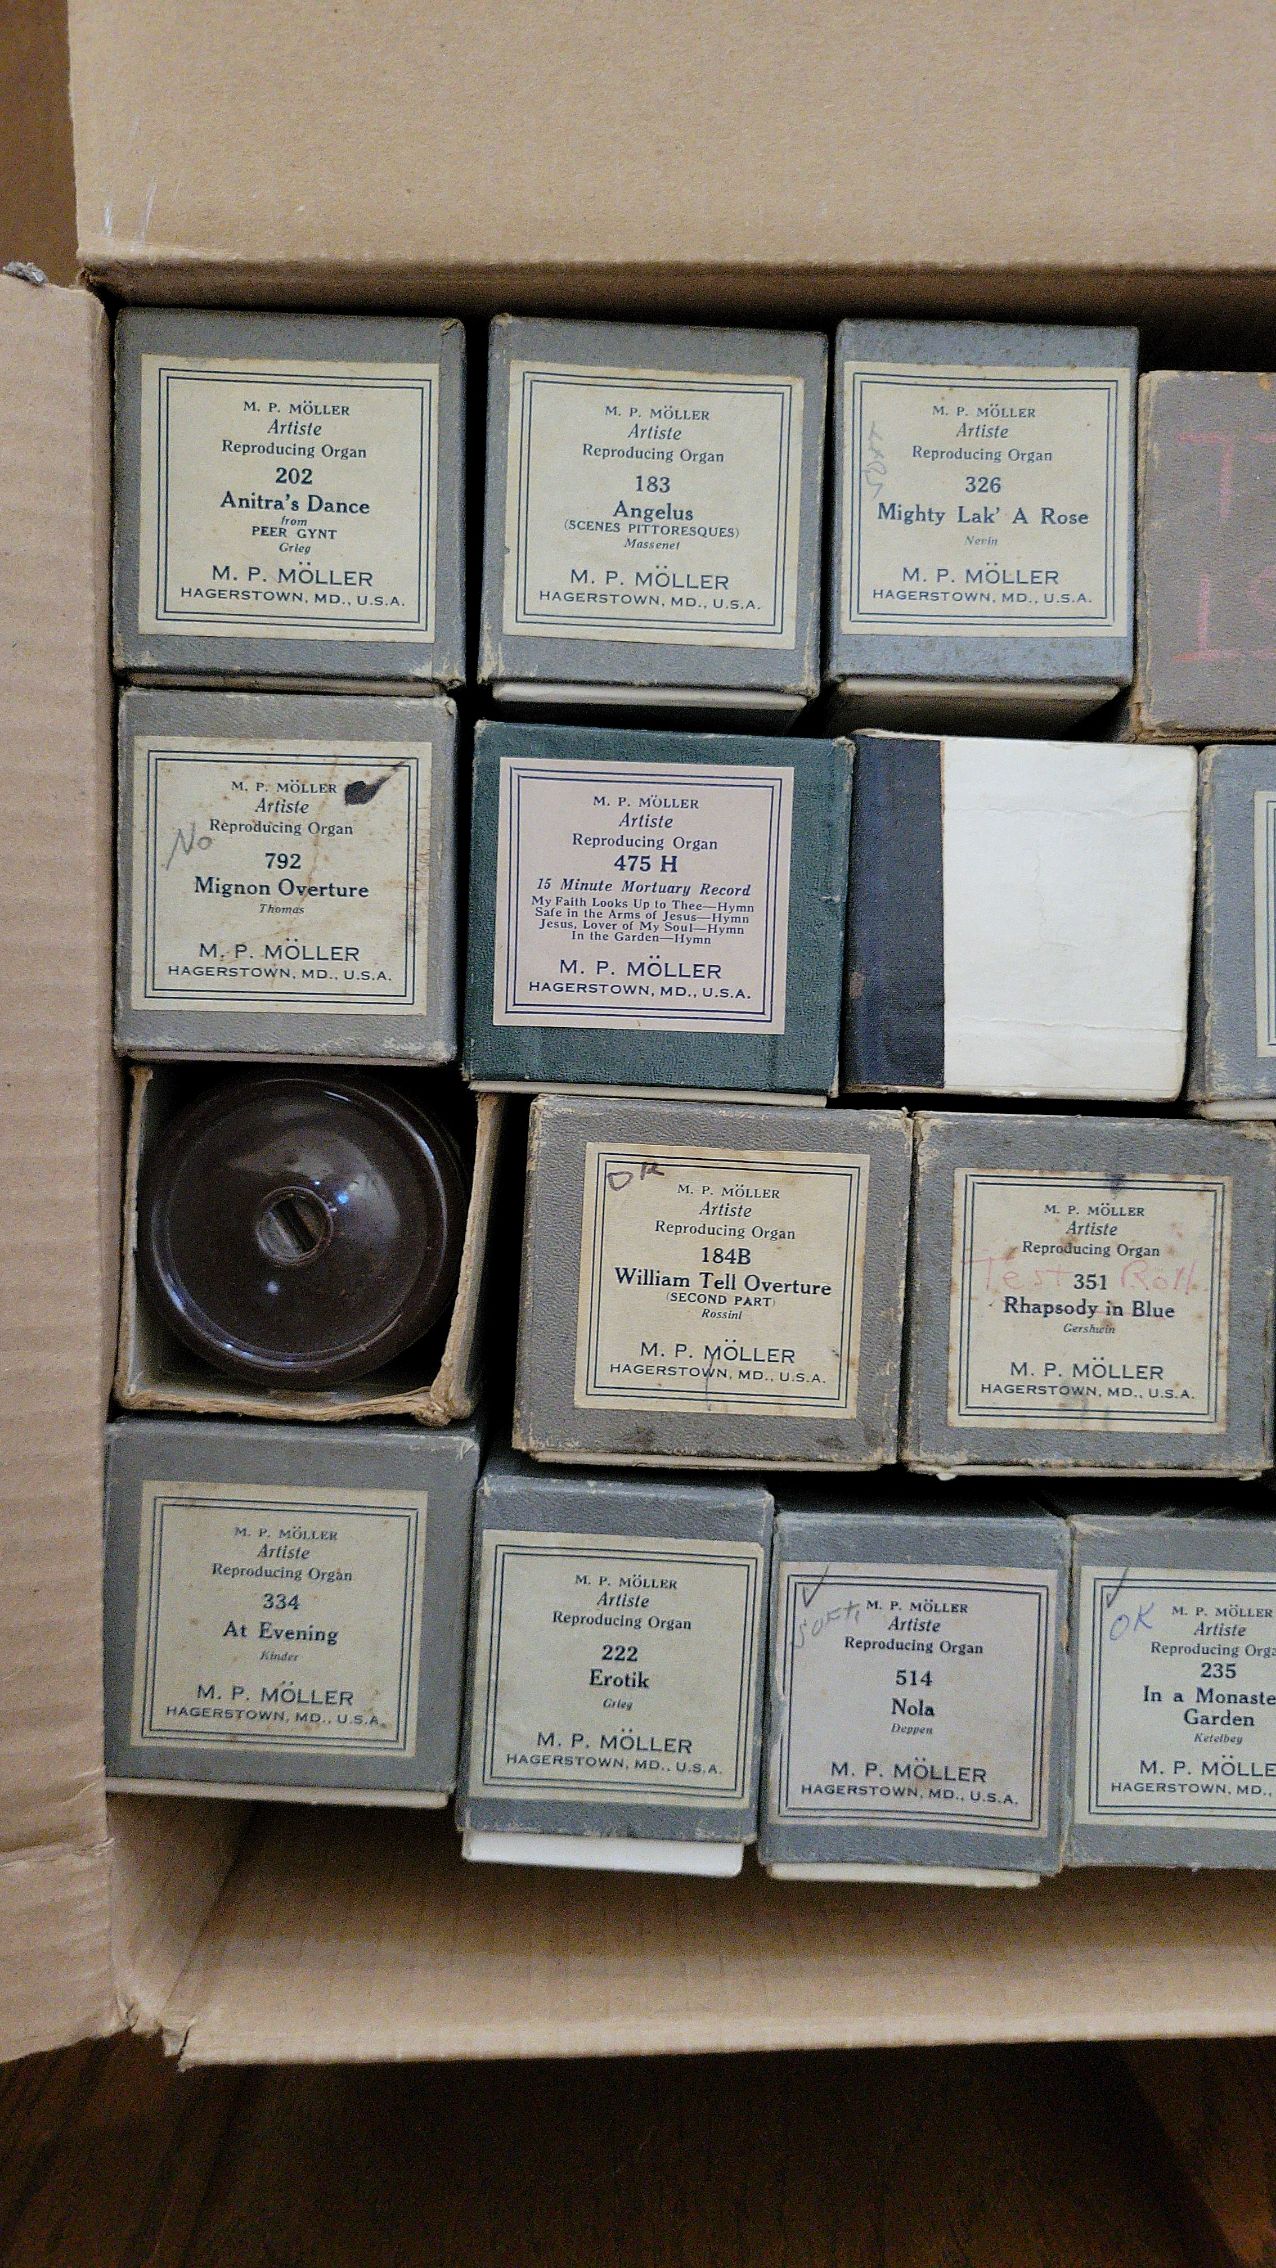 M. P. MÖLLER
Artiste
Reproducing Organ
202
Anitra's Dance
from
PEER GYNT
Grieg
M. P. MÖLLER
HAGERSTOWN, MD., U.S.A.
M. P. MÖLLER
Artiste
Reproducing Organ
183
Angelus
(SCENES PITTORESQUES)
Massenet
M. P. MÖLLER
HAGERSTOWN, MD., U.S.A.
M. P. MÖLLER
Artiste
Reproducing Organ
326
Mighty Lak' A Rose
Nevin
M. P. MÖLLER
HAGERSTOWN, MD., U.S.A.
No
M. P. MÖLLER
Artiste
Reproducing Organ
792
Mignon Overture
Thomas
M. P. MÖLLER
HAGERSTOWN, MD., U.S.A.
M. P. MÖLLER
Artiste
Reproducing Organ
475 H
15 Minute Mortuary Record
My Faith Looks Up to Thee—Hymn
Safe in the Arms of Jesus—Hymn
Jesus, Lover of My Soul—Hymn
In the Garden—Hymn
M. P. MÖLLER
HAGERSTOWN, MD., U.S.A.
OK
M. P. MÖLLER
Artiste
Reproducing Organ
184B
William Tell Overture
(SECOND PART)
Rossini
M. P. MÖLLER
HAGERSTOWN, MD., U.S.A.
M. P. MÖLLER
Artiste
Reproducing Organ
Test Roll
351
Rhapsody in Blue
Gershwin
M. P. MÖLLER
HAGERSTOWN, MD., U.S.A.
M. P. MÖLLER
Artiste
Reproducing Organ
334
At Evening
Kinder
M. P. MÖLLER
HAGERSTOWN, MD., U.S.A.
M. P. MÖLLER
Artiste
Reproducing Organ
222
Erotik
Grieg
M. P. MÖLLER
HAGERSTOWN, MD., U.S.A.
SOFT
M. P. MÖLLER
Artiste
Reproducing Organ
514
Nola
Deppen
M. P. MÖLLER
HAGERSTOWN, MD., U.S.A.
OK
M. P. MÖLLER
Artiste
Reproducing Orga
235
In a Monaste
Garden
Ketelbey
M. P. MÖLLE
HAGERSTOWN, MD.,